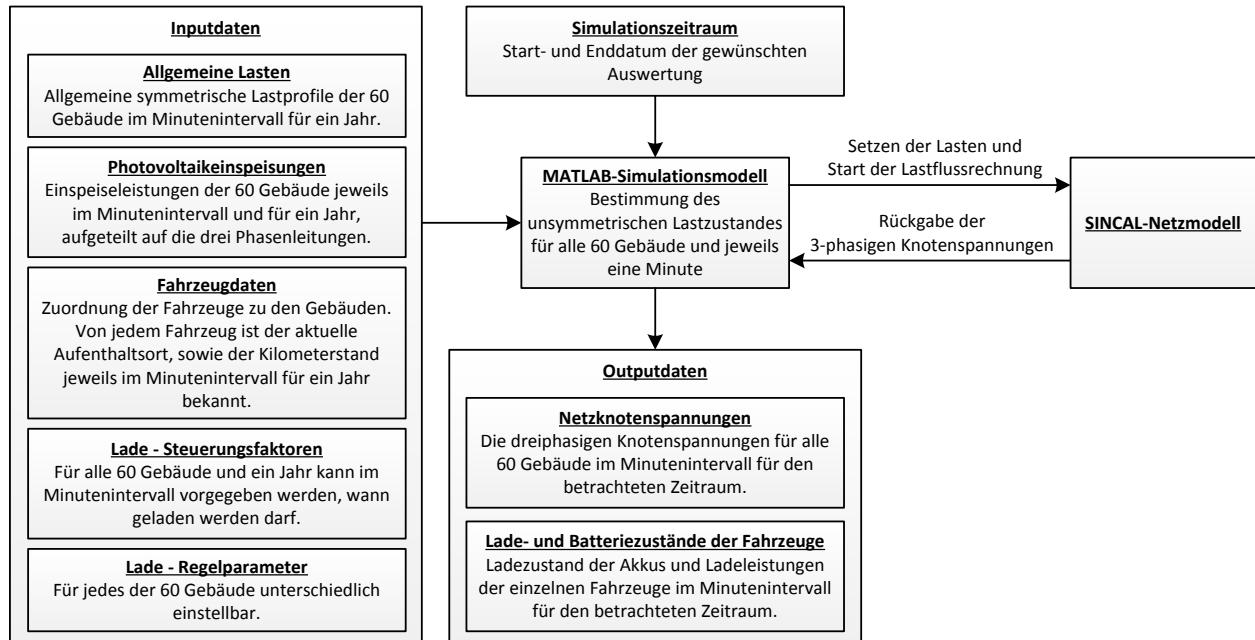 Inputdaten
Allgemeine Lasten
Allgemeine symmetrische Lastprofile der 60
Gebäude im Minutenintervall für ein Jahr.
Photovoltaikeinspeisungen
Einspeiseleistungen der 60 Gebäude jeweils
im Minutenintervall und für ein Jahr,
aufgeteilt auf die drei Phasenleitungen.
Fahrzeugdaten
Zuordnung der Fahrzeuge zu den Gebäuden.
Von jedem Fahrzeug ist der aktuelle
Aufenthaltsort, sowie der Kilometerstand
jeweils im Minutenintervall für ein Jahr
bekannt.
Lade - Steuerungsfaktoren
Für alle 60 Gebäude und ein Jahr kann im
Minutenintervall vorgegeben werden, wann
geladen werden darf.
Lade - Regelparameter
Für jedes der 60 Gebäude unterschiedlich
einstellbar.
Simulationszeitraum
Start- und Enddatum der gewünschten
Auswertung
MATLAB-Simulationsmodell
Bestimmung des
unsymmetrischen Lastzustandes
für alle 60 Gebäude und jeweils
eine Minute
Setzen der Lasten und
Start der Lastflussrechnung
Rückgabe der
3-phasigen Knotenspannungen
SINCAL-Netzmodell
Outputdaten
Netzknotenspannungen
Die dreiphasigen Knotenspannungen für alle
60 Gebäude im Minutenintervall für den
betrachteten Zeitraum.
Lade- und Batteriezustände der Fahrzeuge
Ladezustand der Akkus und Ladeleistungen
der einzelnen Fahrzeuge im Minutenintervall
für den betrachteten Zeitraum.